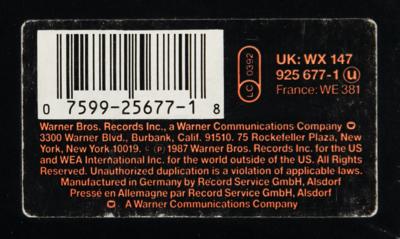 LC 0392
UK: WX 147
925 677-1 U
France: WE 381
0 7599-25677-1 8
Warner Bros. Records Inc., a Warner Communications Company
3300 Warner Blvd., Burbank, Calif. 91510. 75 Rockefeller Plaza, New
York, New York 10019. © ℗ 1987 Warner Bros. Records Inc. for the US
and WEA International Inc. for the world outside of the US. All Rights
Reserved. Unauthorized duplication is a violation of applicable laws.
Manufactured in Germany by Record Service GmbH, Alsdorf
Pressé en Allemagne par Record Service GmbH, Alsdorf
A Warner Communications Company